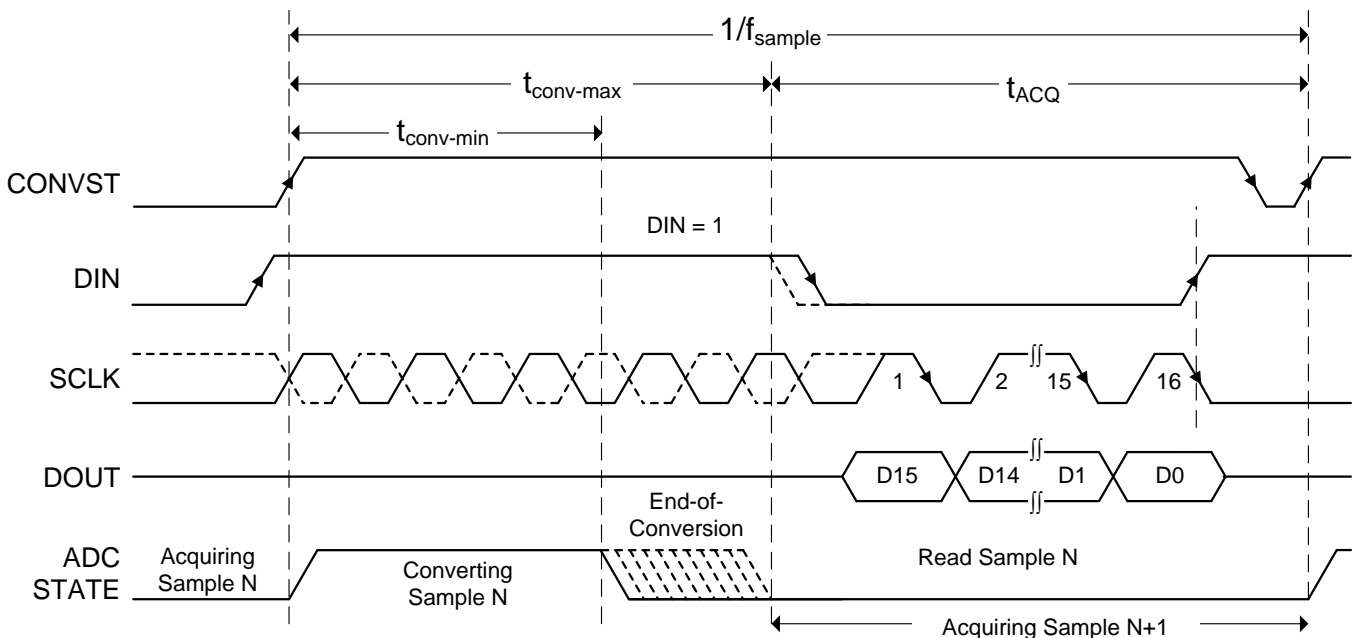 1/fsample
tconv-max
tACQ
tconv-min
CONVST
DIN = 1
DIN
SCLK
1
2
15
16
DOUT
D15
D14
D1
D0
End-of-
Conversion
ADC
STATE
Acquiring
Sample N
Converting
Sample N
Read Sample N
Acquiring Sample N+1